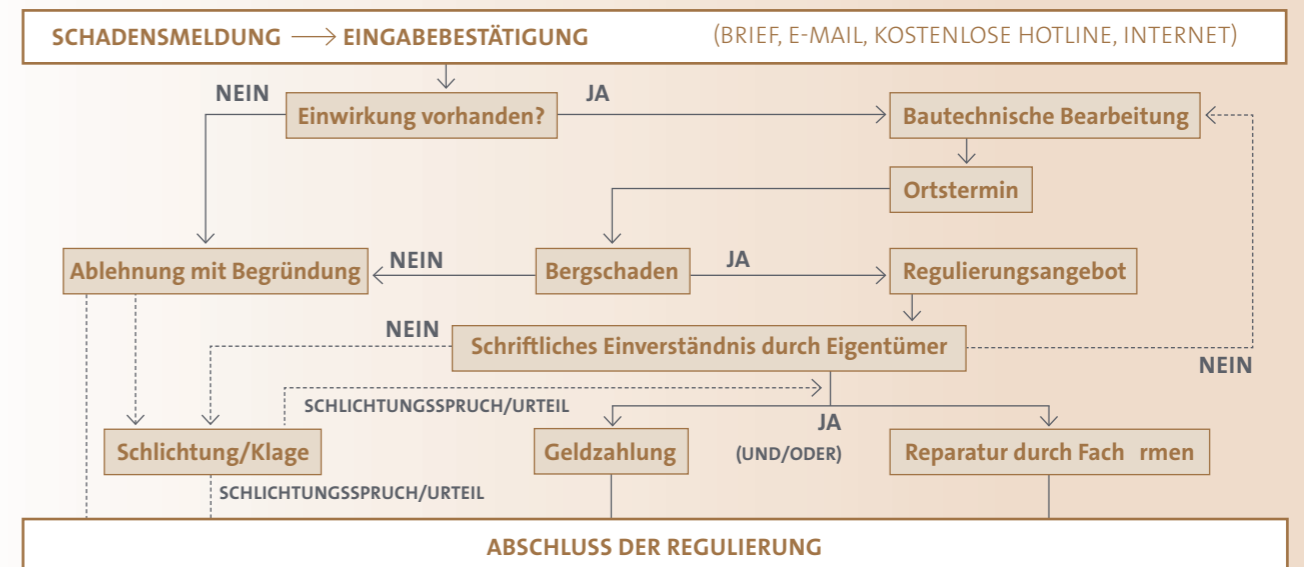 SCHADENSMELDUNG → EINGABEBESTÄTIGUNG (BRIEF, E-MAIL, KOSTENLOSE HOTLINE, INTERNET)
NEIN
Einwirkung vorhanden?
JA
Bautechnische Bearbeitung
Ortstermin
Ablehnung mit Begründung
NEIN
Bergschaden
JA
Regulierungsangebot
NEIN
Schriftliches Einverständnis durch Eigentümer
NEIN
SCHLICHTUNGSSPRUCH/URTEIL
JA
(UND/ODER)
Schlichtung/Klage
Geldzahlung
Reparatur durch Fach rmen
SCHLICHTUNGSSPRUCH/URTEIL
ABSCHLUSS DER REGULIERUNG